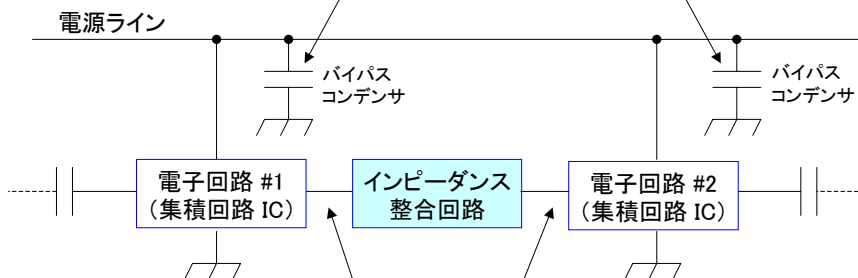 電源ライン
バイパス
コンデンサ
バイパス
コンデンサ
電子回路 #1
（集積回路 IC）
インピーダンス
整合回路
電子回路 #2
（集積回路 IC）